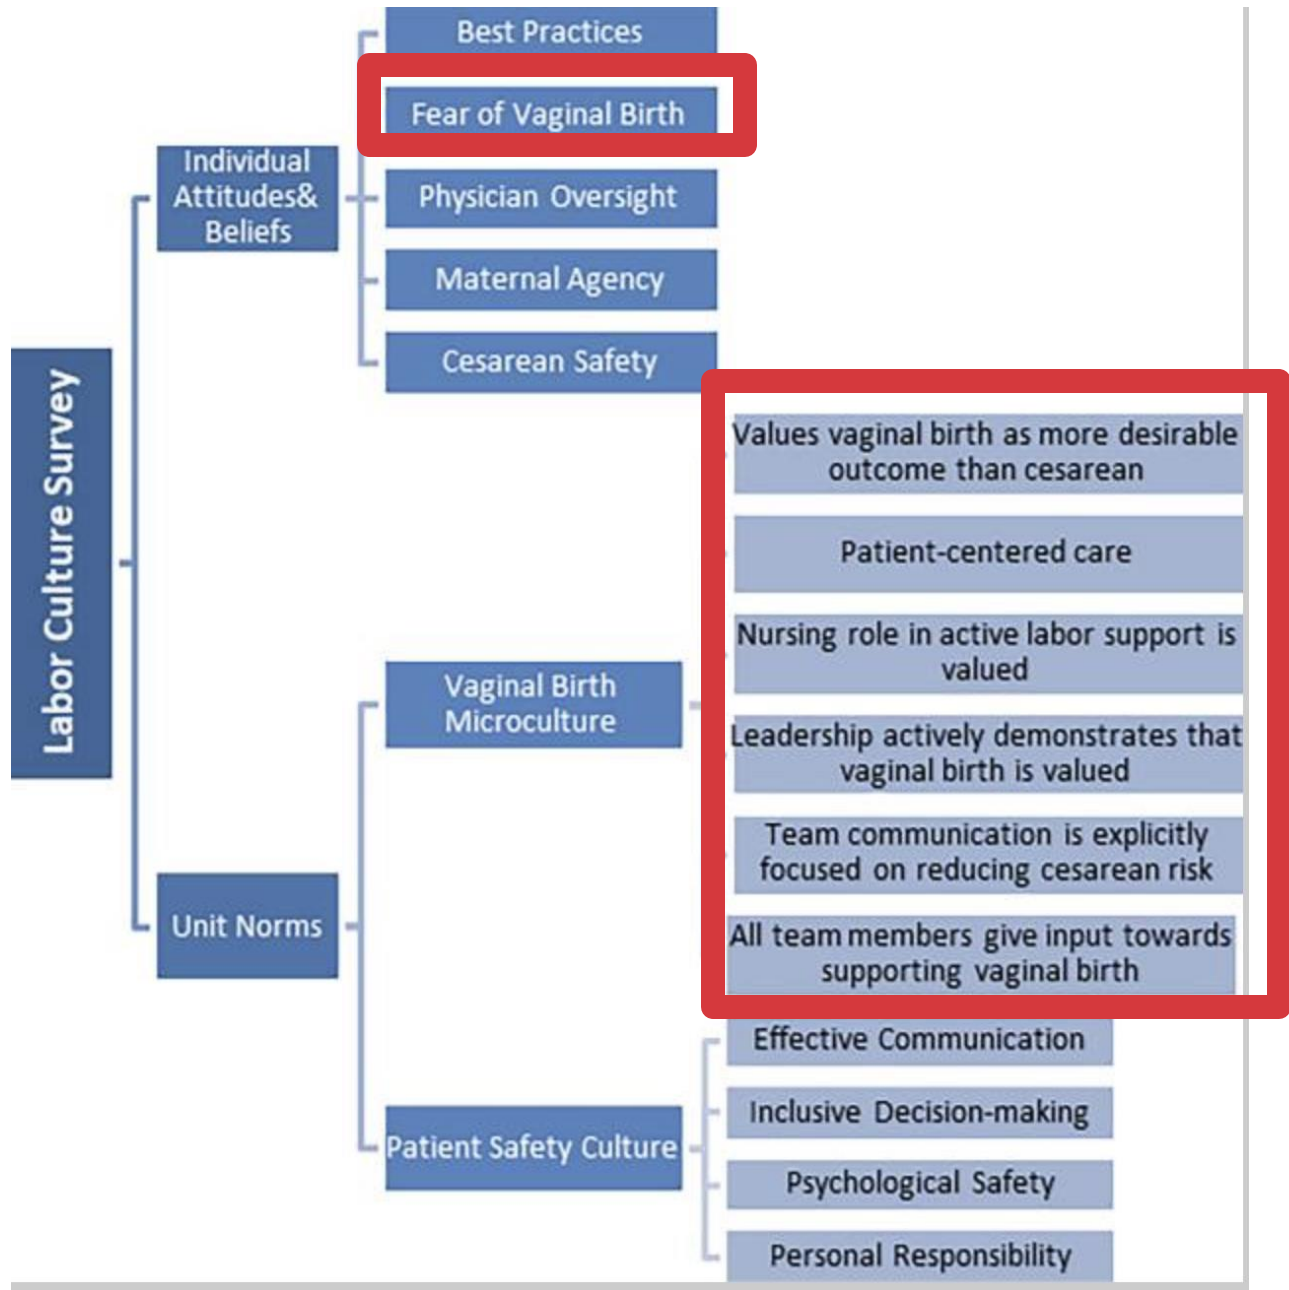 Labor Culture Survey
Individual
Attitudes&
Beliefs
Best Practices
Fear of Vaginal Birth
Physician Oversight
Maternal Agency
Cesarean Safety
Unit Norms
Vaginal Birth
Microculture
Values vaginal birth as more desirable
outcome than cesarean
Patient-centered care
Nursing role in active labor support is
valued
Leadership actively demonstrates that
vaginal birth is valued
Team communication is explicitly
focused on reducing cesarean risk
All team members give input towards
supporting vaginal birth
Patient Safety Culture
Effective Communication
Inclusive Decision-making
Psychological Safety
Personal Responsibility